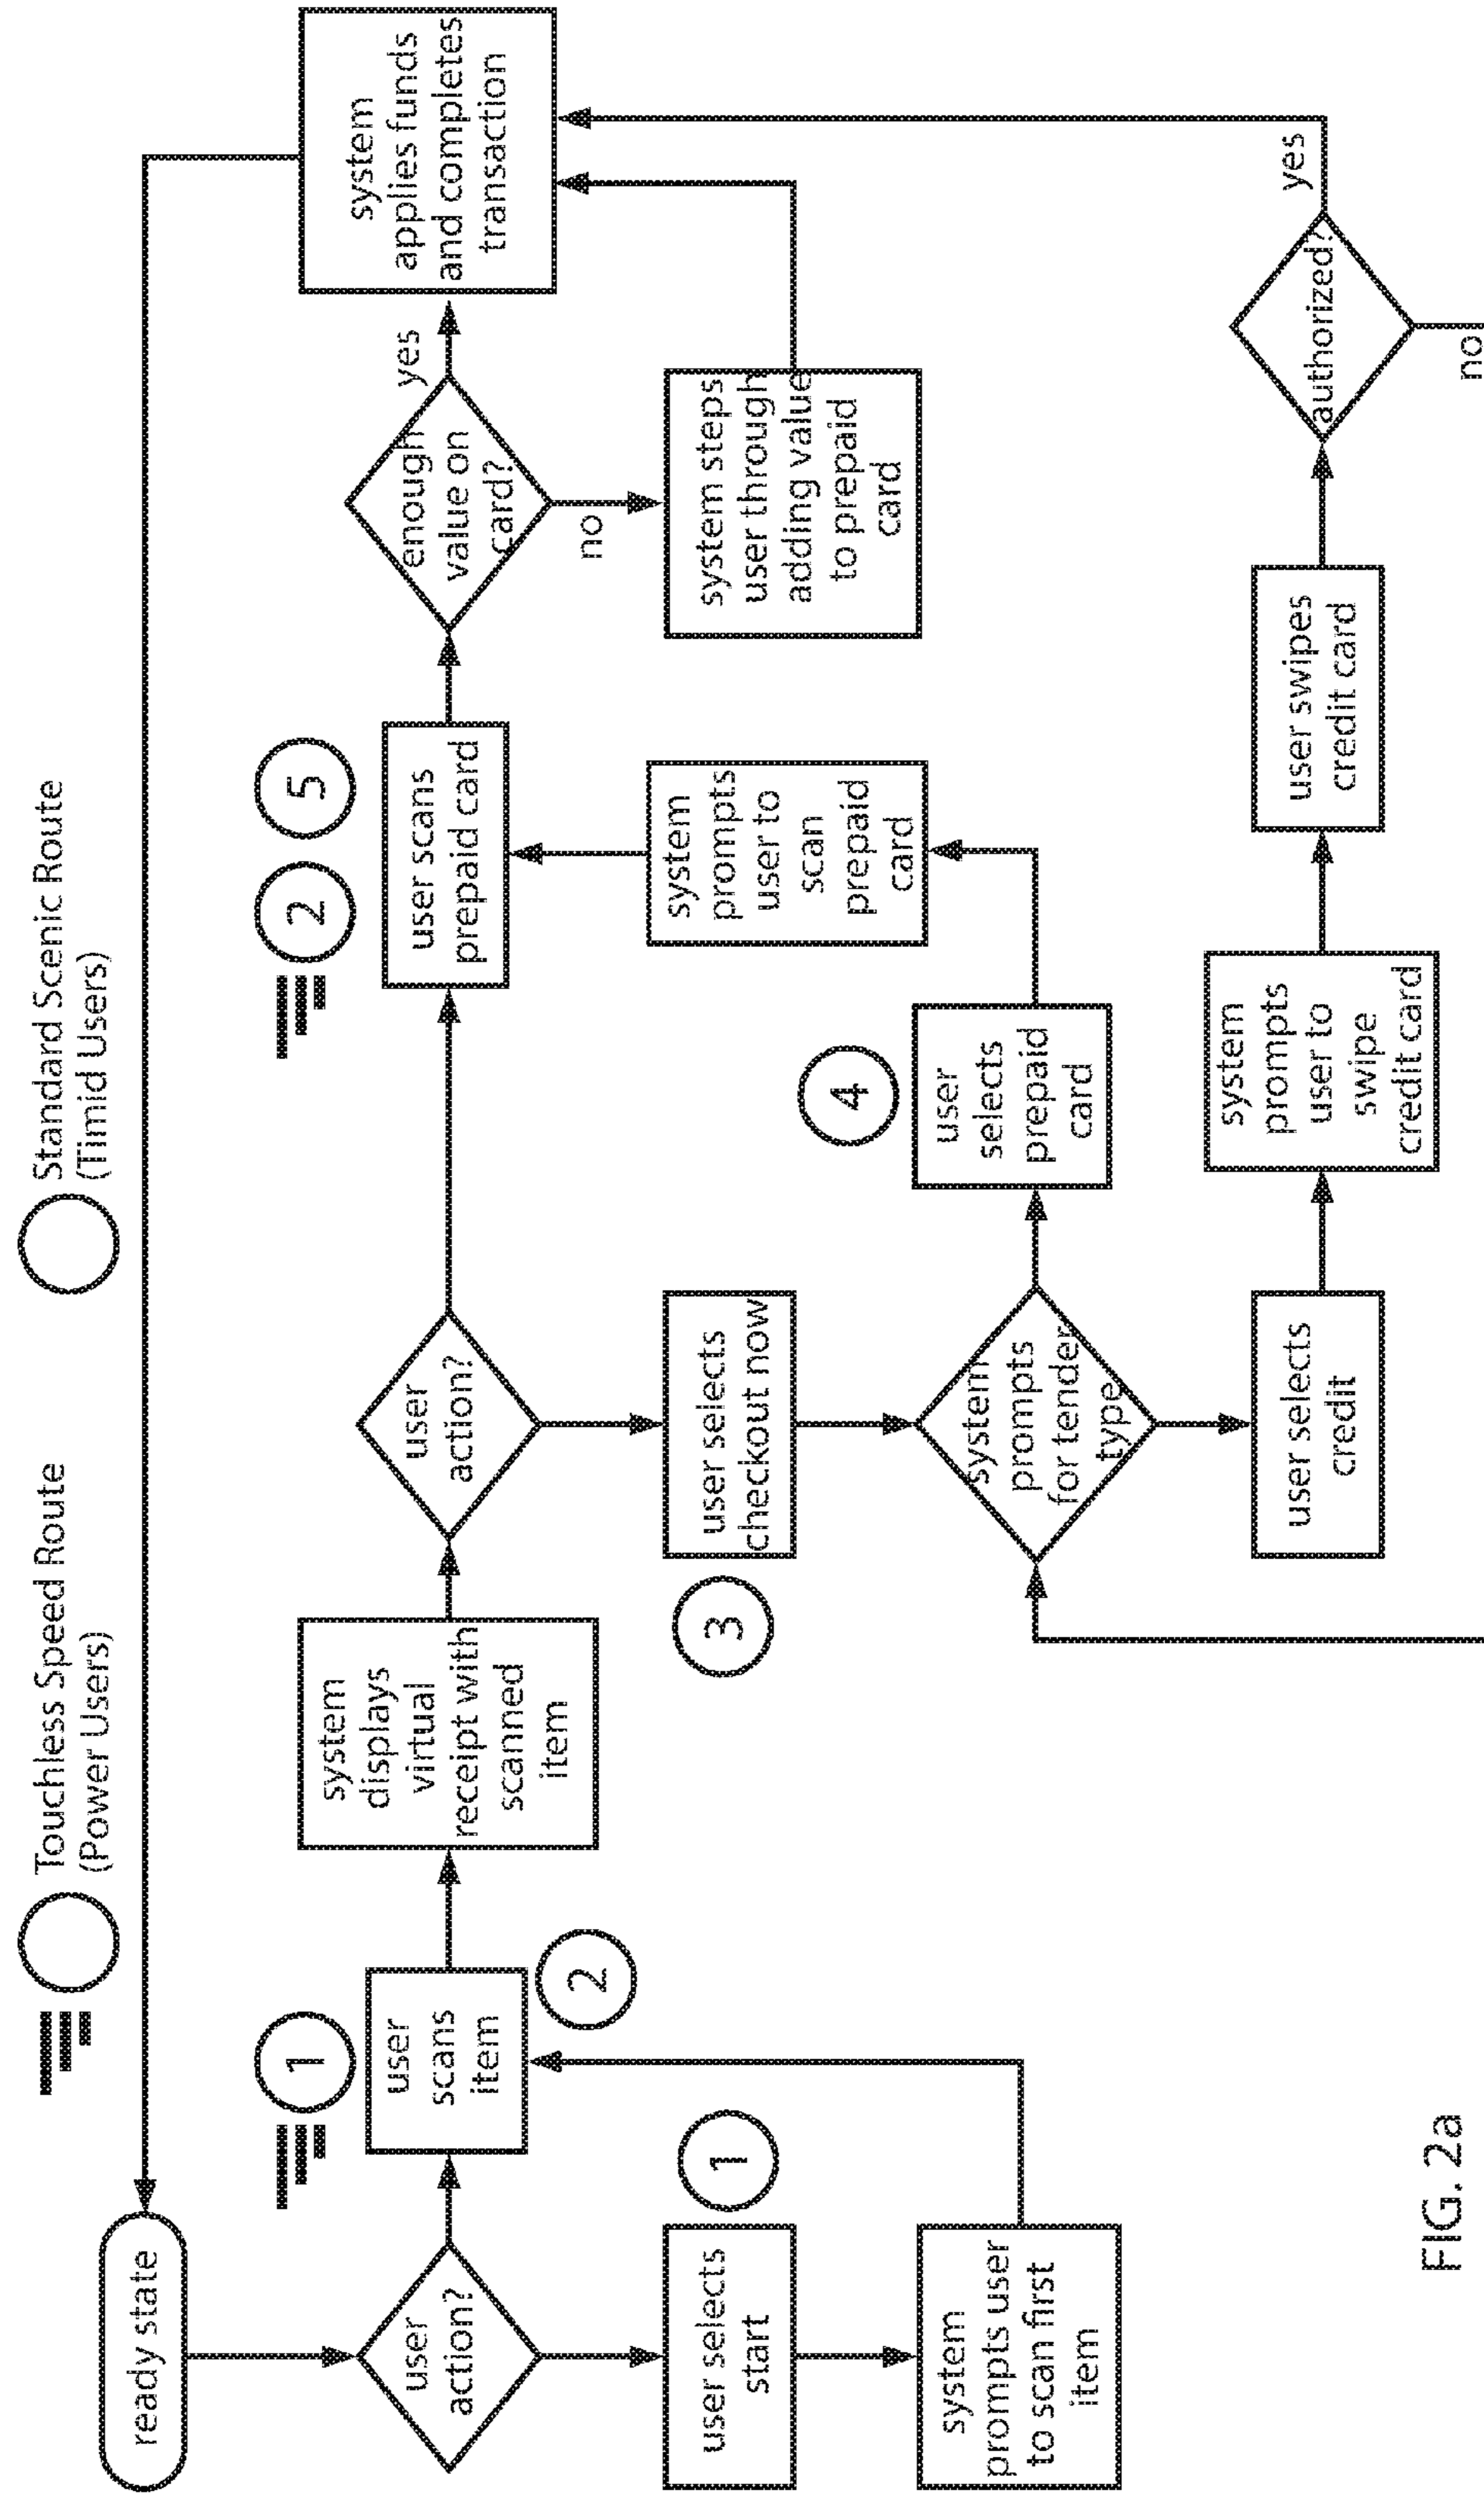 Touchless Speed Route
(Power Users)
Standard Scenic Route
(Timid Users)
ready state
user
action?
user selects
start
1
system
prompts user
to scan first
item
1
user
scans
item
2
system
displays
virtual
receipt with
scanned
item
user
action?
3
user selects
checkout now
system
prompts
for tender
type
user selects
credit
4
user
selects
prepaid
card
system
prompts
user to
scan
prepaid
card
2
5
user scans
prepaid card
enough
value on
card?
yes
no
system steps
user through
adding value
to prepaid
card
system
applies funds
and completes
transaction
system
prompts
user to
swipe
credit card
user swipes
credit card
authorized?
yes
no
FIG. 2a